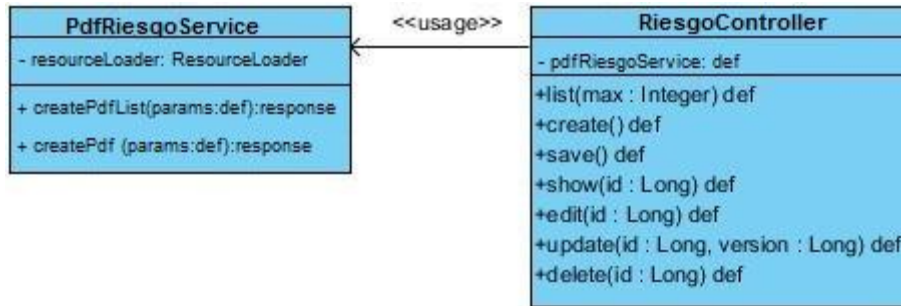 PdfRiesgoService
- resourceLoader: ResourceLoader
+ createPdfList(params:def):response
+ createPdf (params:def):response
<<usage>>
RiesgoController
- pdfRiesgoService: def
+list(max : Integer) def
+create() def
+save() def
+show(id : Long) def
+edit(id : Long) def
+update(id : Long, version : Long) def
+delete(id : Long) def